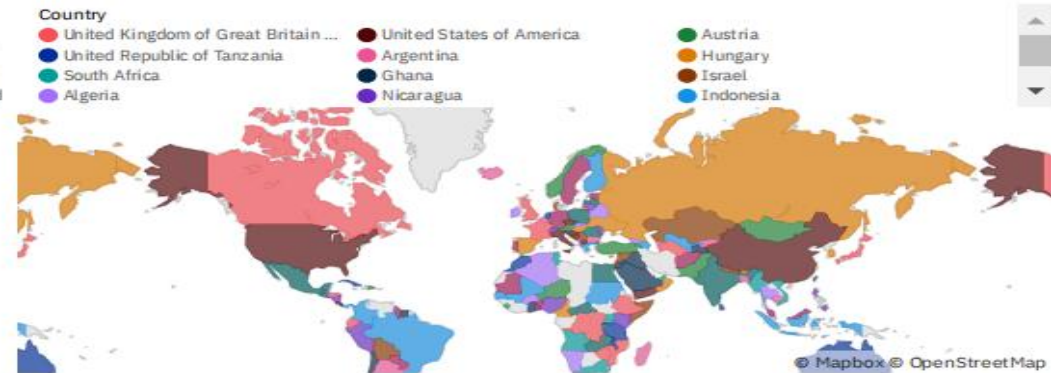 Country
United Kingdom of Great Britain ... United States of America Austria
United Republic of Tanzania Argentina Hungary
South Africa Ghana Israel
Algeria Nicaragua Indonesia
© Mapbox © OpenStreetMap